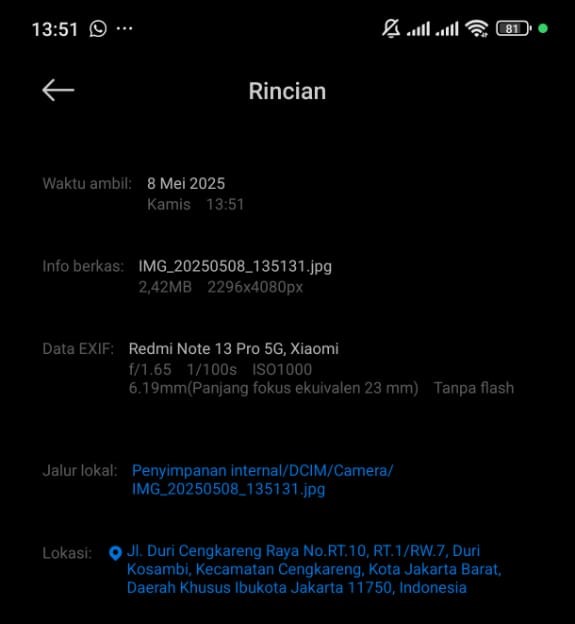 13:51 ... 81
Rincian
Waktu ambil: 8 Mei 2025
Kamis 13:51
Info berkas: IMG_20250508_135131.jpg
2,42MB 2296x4080px
Data EXIF: Redmi Note 13 Pro 5G, Xiaomi
f/1.65 1/100s ISO1000
6.19mm(Panjang fokus ekuivalen 23 mm) Tanpa flash
Jalur lokal: Penyimpanan internal/DCIM/Camera/
IMG_20250508_135131.jpg
Lokasi: Jl. Duri Cengkareng Raya No.RT.10, RT.1/RW.7, Duri
Kosambi, Kecamatan Cengkareng, Kota Jakarta Barat,
Daerah Khusus Ibukota Jakarta 11750, Indonesia